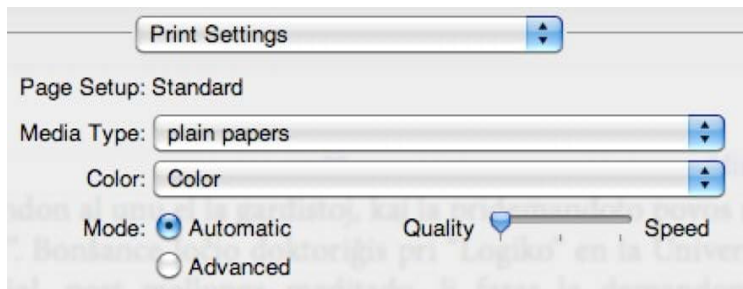 Print Settings
Page Setup: Standard
Media Type: plain papers
Color: Color
Mode: Automatic Quality Speed
Advanced